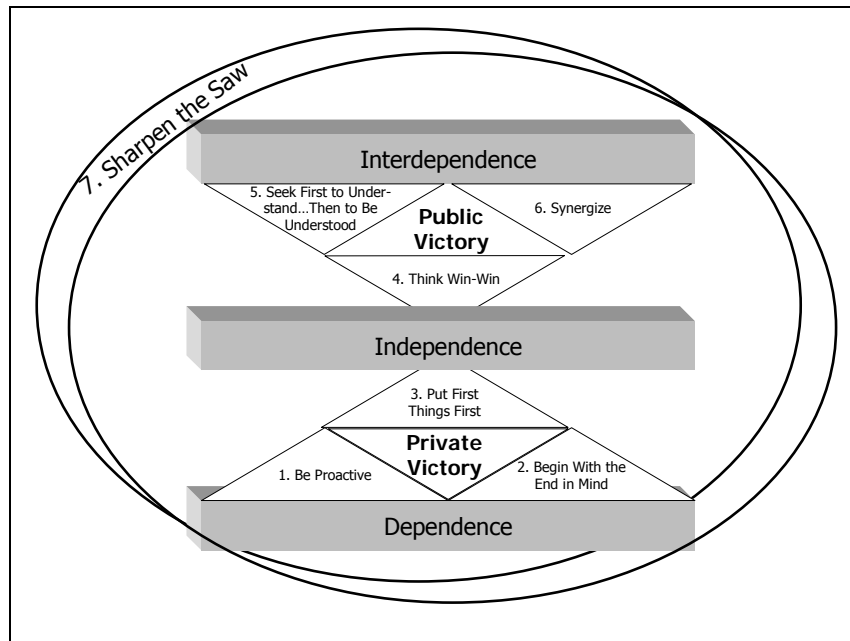 7. Sharpen the Saw
Interdependence
5. Seek First to Under-
stand...Then to Be
Understood
6. Synergize
Public
Victory
4. Think Win-Win
Independence
3. Put First
Things First
Private
Victory
1. Be Proactive
2. Begin With the
End in Mind
Dependence